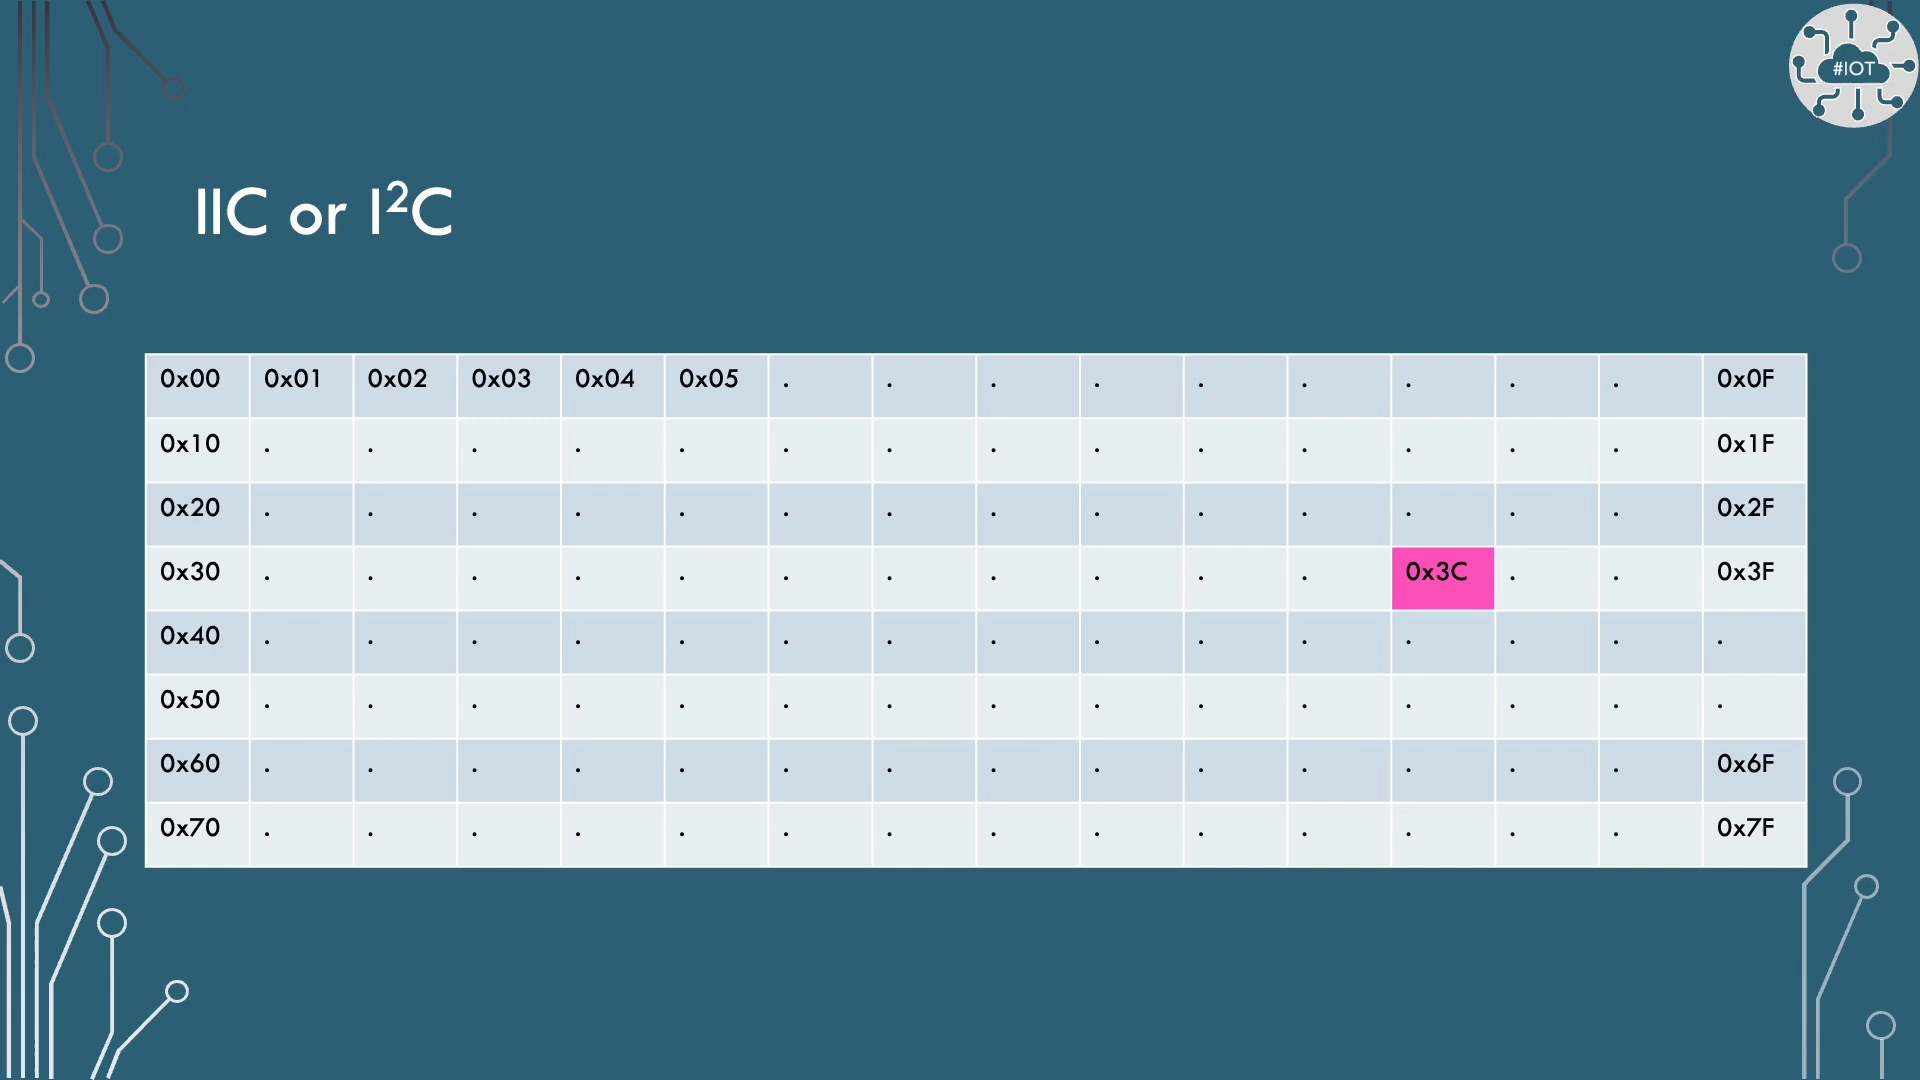 #IOT
IIC or I²C
0x00 0x01 0x02 0x03 0x04 0x05 . . . . . . . . . 0x0F
0x10 . . . . . . . . . . . . . . 0x1F
0x20 . . . . . . . . . . . . . . 0x2F
0x30 . . . . . . . . . . . 0x3C . . 0x3F
0x40 . . . . . . . . . . . . . . .
0x50 . . . . . . . . . . . . . . .
0x60 . . . . . . . . . . . . . . 0x6F
0x70 . . . . . . . . . . . . . . 0x7F